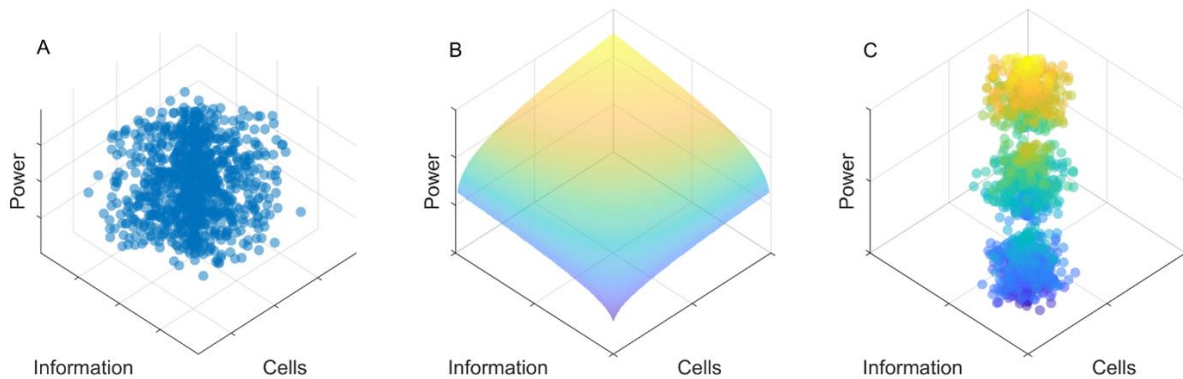 A
Power
Information
Cells
B
Power
Information
Cells
C
Power
Information
Cells